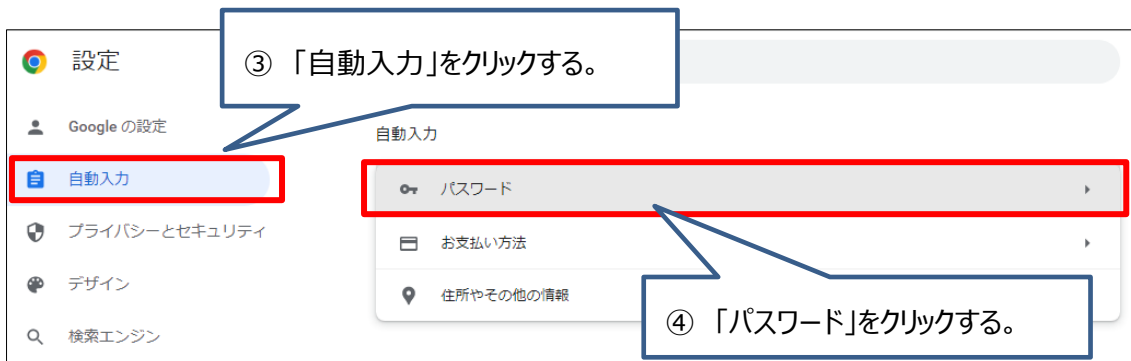 設定
③ 「自動入力」をクリックする。
Google の設定
自動入力
プライバシーとセキュリティ
デザイン
検索エンジン
自動入力
パスワード
お支払い方法
住所やその他の情報
④ 「パスワード」をクリックする。